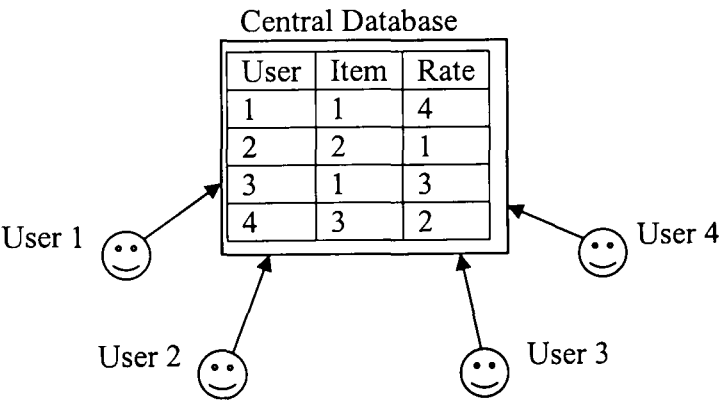 Central Database
User Item Rate
1 1 4
2 2 1
3 1 3
4 3 2
User 1
User 4
User 2
User 3